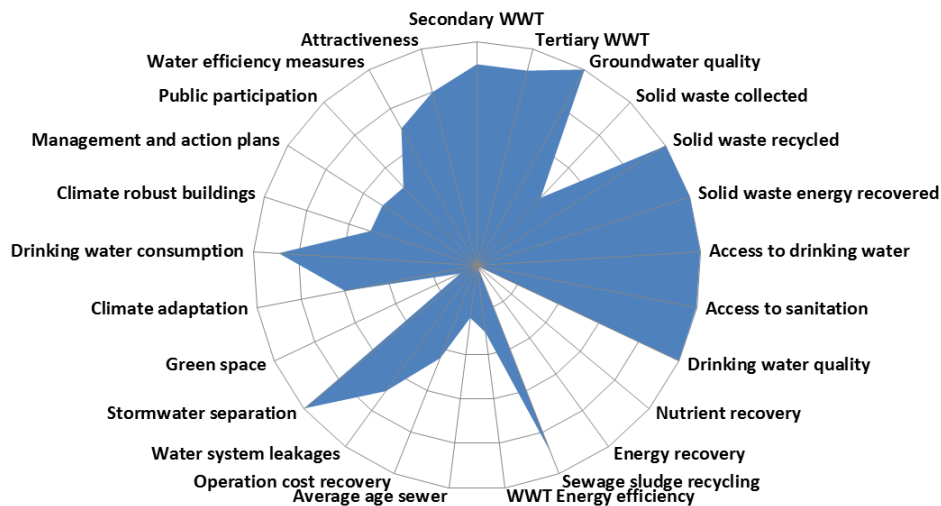 Secondary WWT
Tertiary WWT
Groundwater quality
Solid waste collected
Solid waste recycled
Solid waste energy recovered
Access to drinking water
Access to sanitation
Drinking water quality
Nutrient recovery
Energy recovery
Sewage sludge recycling
WWT Energy efficiency
Average age sewer
Operation cost recovery
Water system leakages
Stormwater separation
Green space
Climate adaptation
Drinking water consumption
Climate robust buildings
Management and action plans
Public participation
Water efficiency measures
Attractiveness